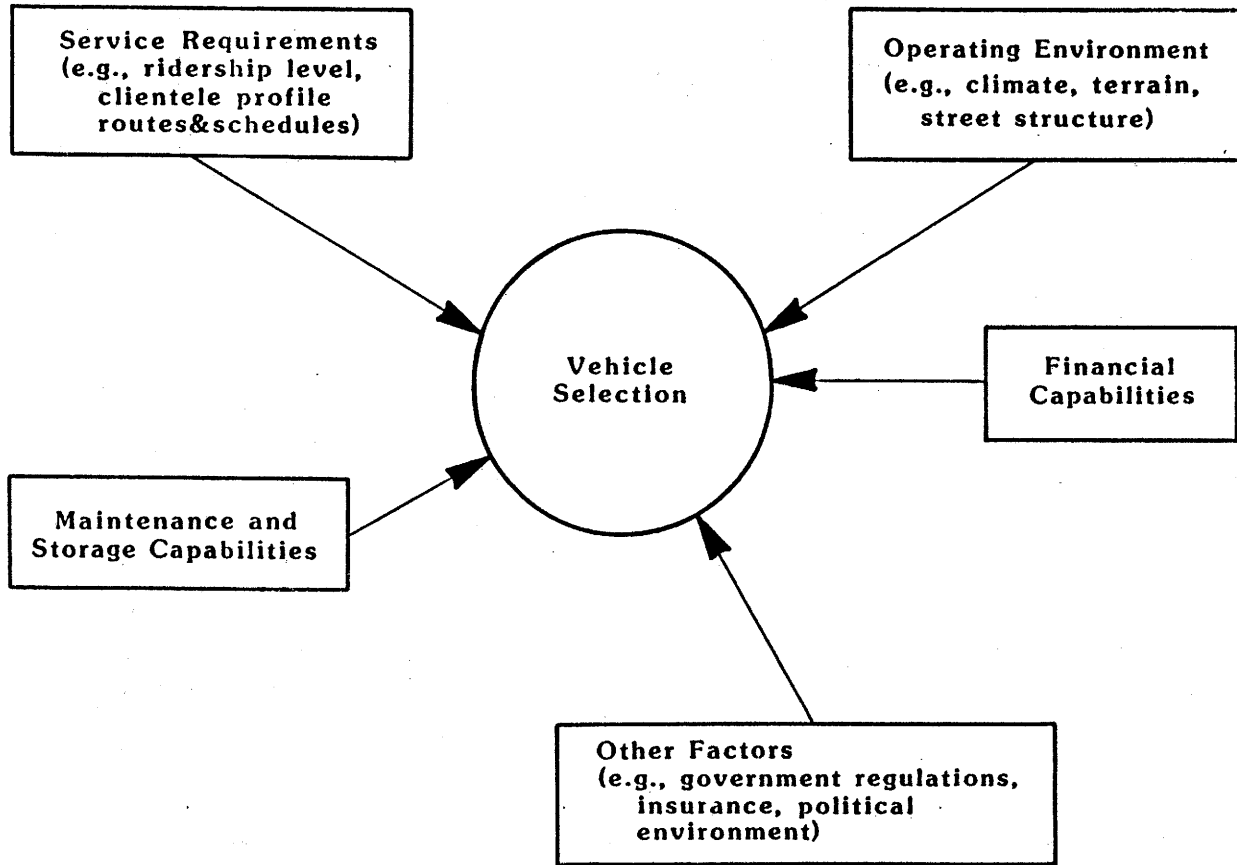 Service Requirements
(e.g., ridership level,
clientele profile
routes&schedules)
Operating Environment
(e.g., climate, terrain,
street structure)
Vehicle
Selection
Financial
Capabilities
Maintenance and
Storage Capabilities
Other Factors
(e.g., government regulations,
insurance, political
environment)